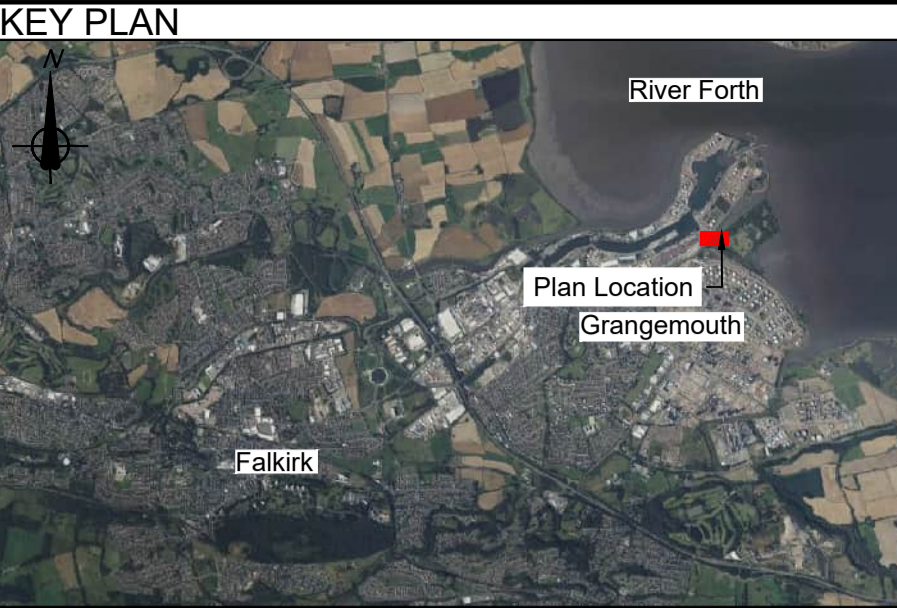 KEY PLAN
N
River Forth
Plan Location
Grangemouth
Falkirk